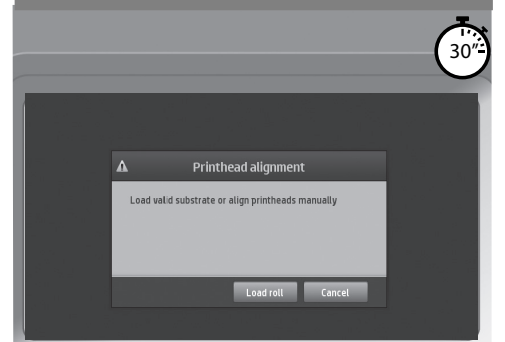 30"
Printhead alignment
Load valid substrate or align printheads manually
Load roll
Cancel